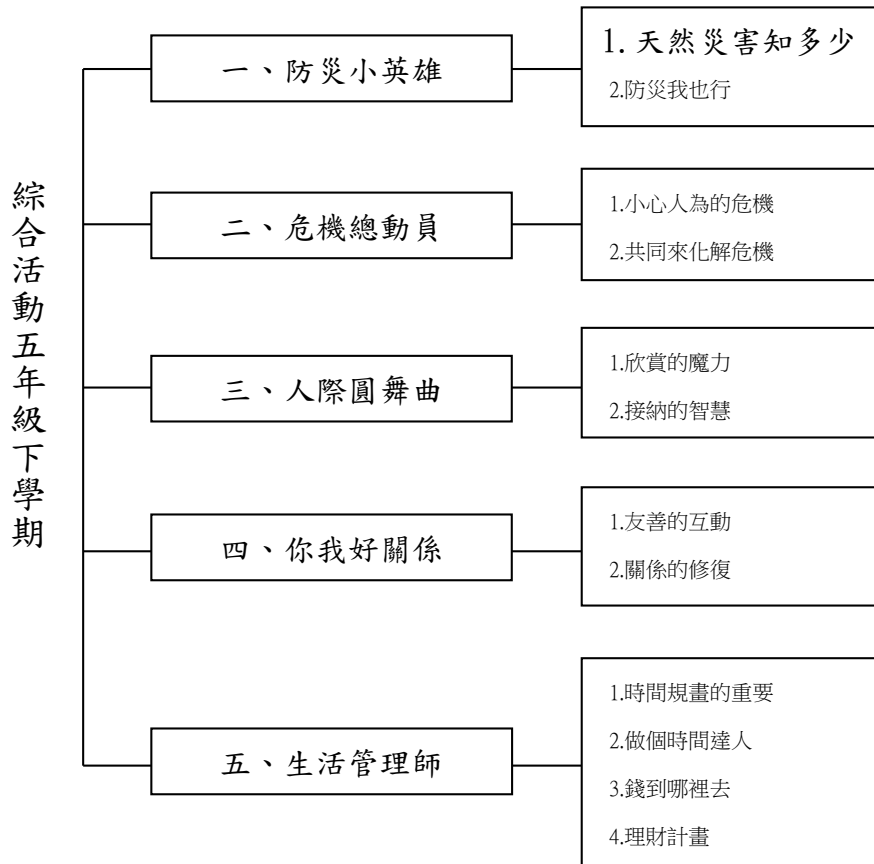 綜合活動五年級下學期
一、防災小英雄
1.天然災害知多少
2.防災我也行
二、危機總動員
1.小心人為的危機
2.共同來化解危機
三、人際圓舞曲
1.欣賞的魔力
2.接納的智慧
四、你我好關係
1.友善的互動
2.關係的修復
五、生活管理師
1.時間規畫的重要
2.做個時間達人
3.錢到哪裡去
4.理財計畫